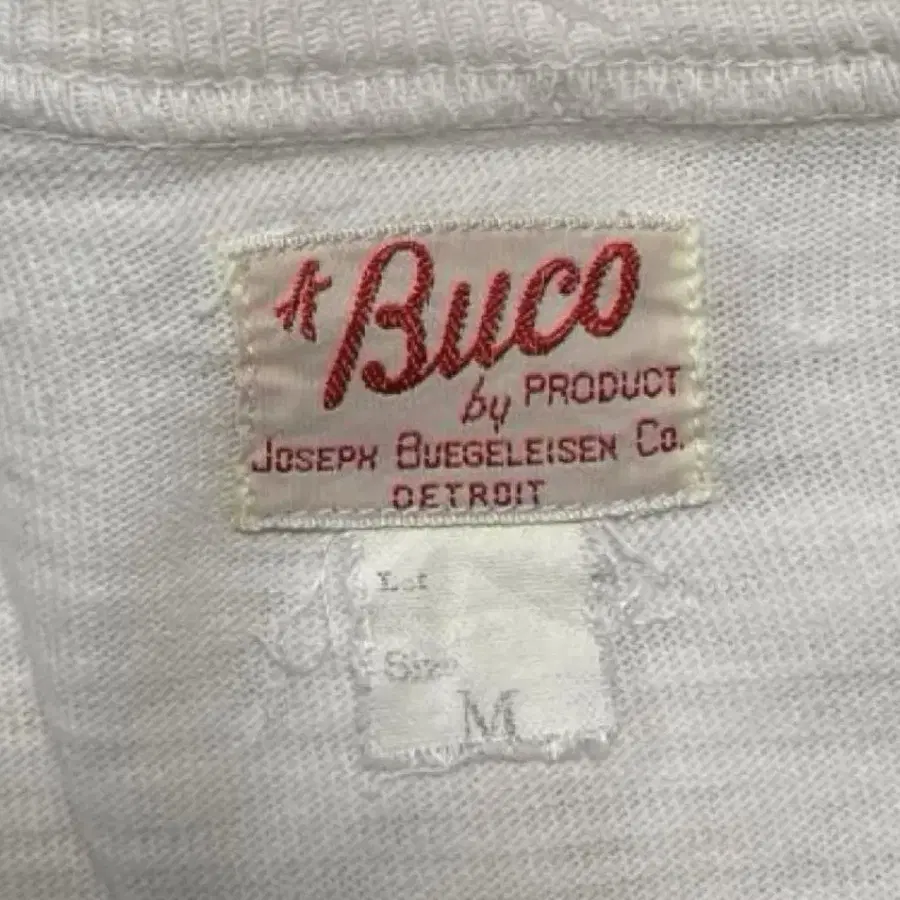 A Buco
by PRODUCT
JOSEPH BUEGELEISEN CO.
DETROIT
Lot
Size
M